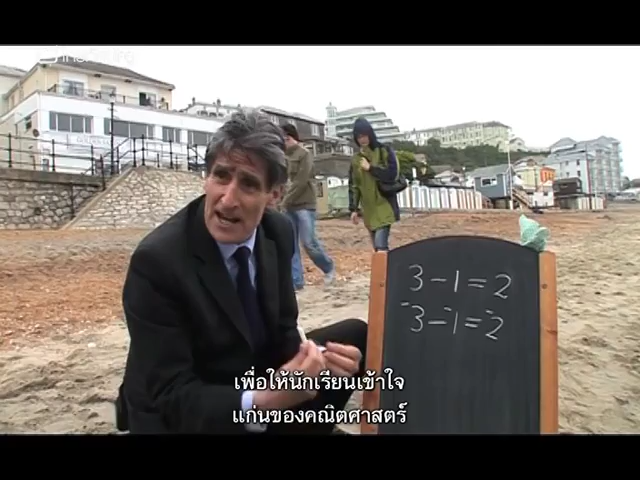 3-1=2
-3--1=-2
เพื่อให้นักเรียนเข้าใจ
แก่นของคณิตศาสตร์